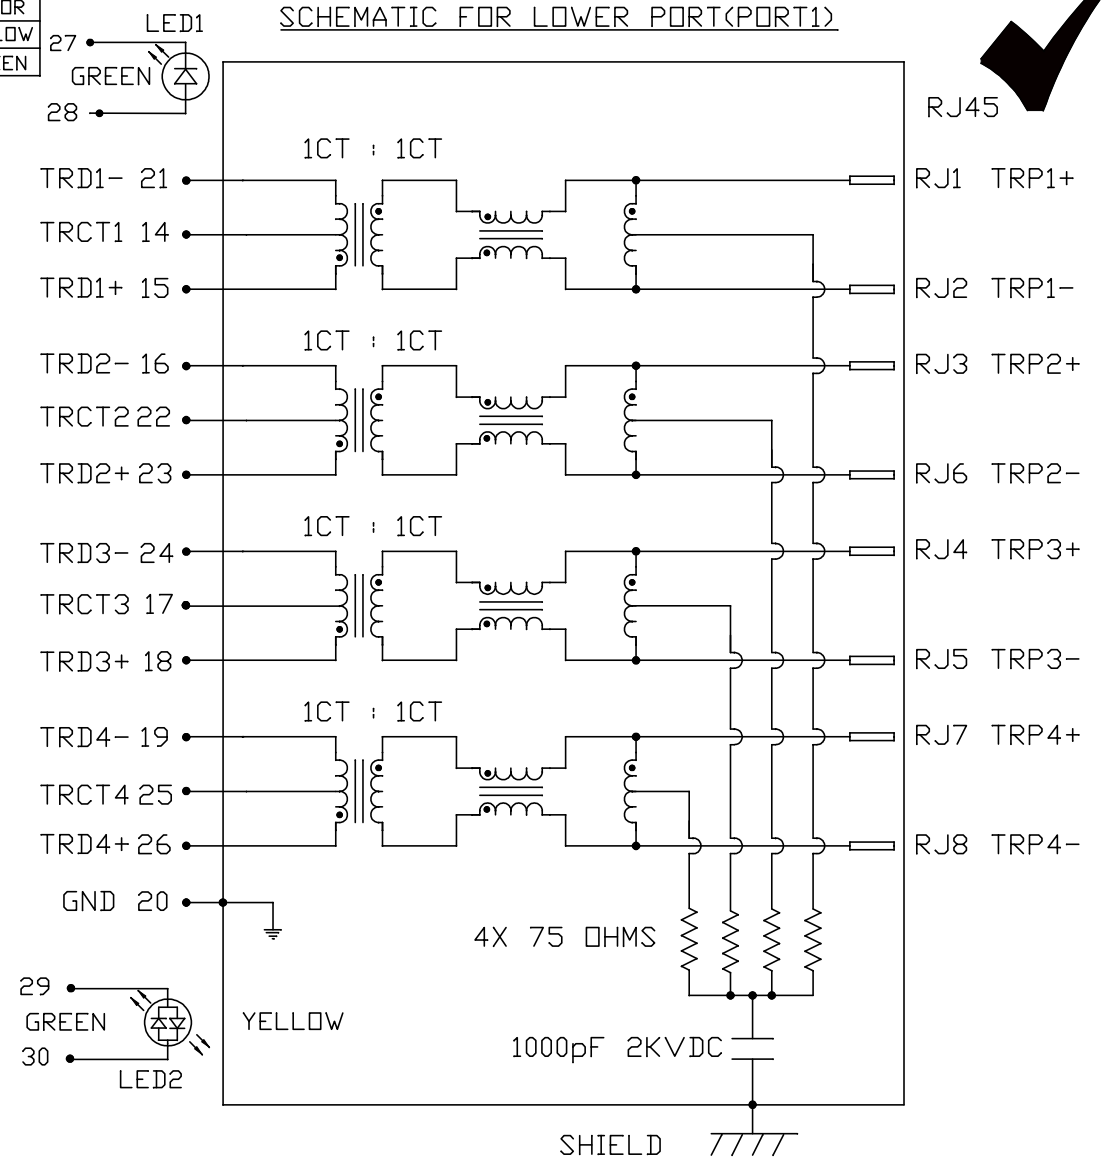 SCHEMATIC FOR LOWER PORT(PORT1)
LED1
27
GREEN
28
RJ45
1CT : 1CT
TRD1- 21
RJ1 TRP1+
TRCT1 14
TRD1+ 15
RJ2 TRP1-
1CT : 1CT
TRD2- 16
RJ3 TRP2+
TRCT2 22
TRD2+ 23
RJ6 TRP2-
1CT : 1CT
TRD3- 24
RJ4 TRP3+
TRCT3 17
TRD3+ 18
RJ5 TRP3-
1CT : 1CT
TRD4- 19
RJ7 TRP4+
TRCT4 25
TRD4+ 26
RJ8 TRP4-
GND 20
4X 75 OHMS
29
GREEN
YELLOW
30
LED2
1000pF 2KVDC
SHIELD